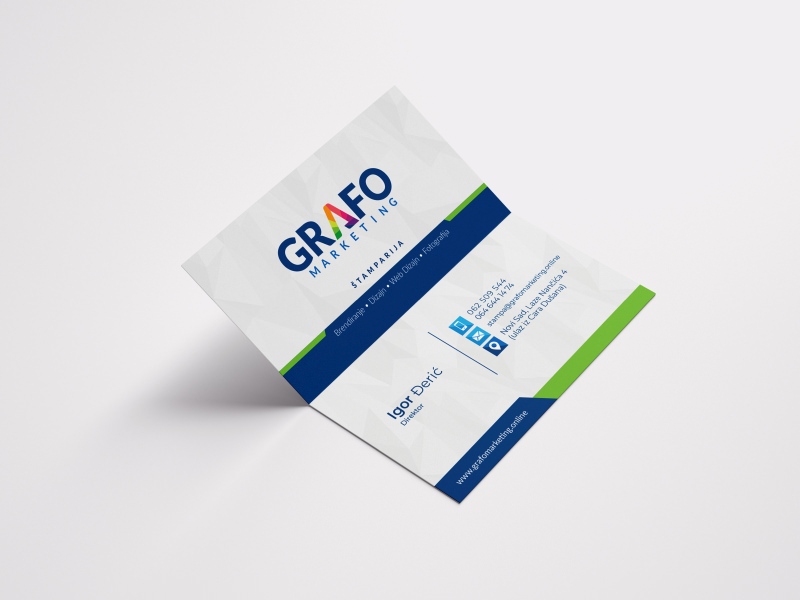 GRAFO
MARKETING
ŠTAMPARIJA
Brendiranje • Dizajn • Web Dizajn • Fotografija
062 509 544
064 644 14 74
stampa@grafomarketing.online
Novi Sad, Laze Nančića 4
(ulaz iz Cara Dušana)
Igor Đerić
Direktor
www.grafomarketing.online